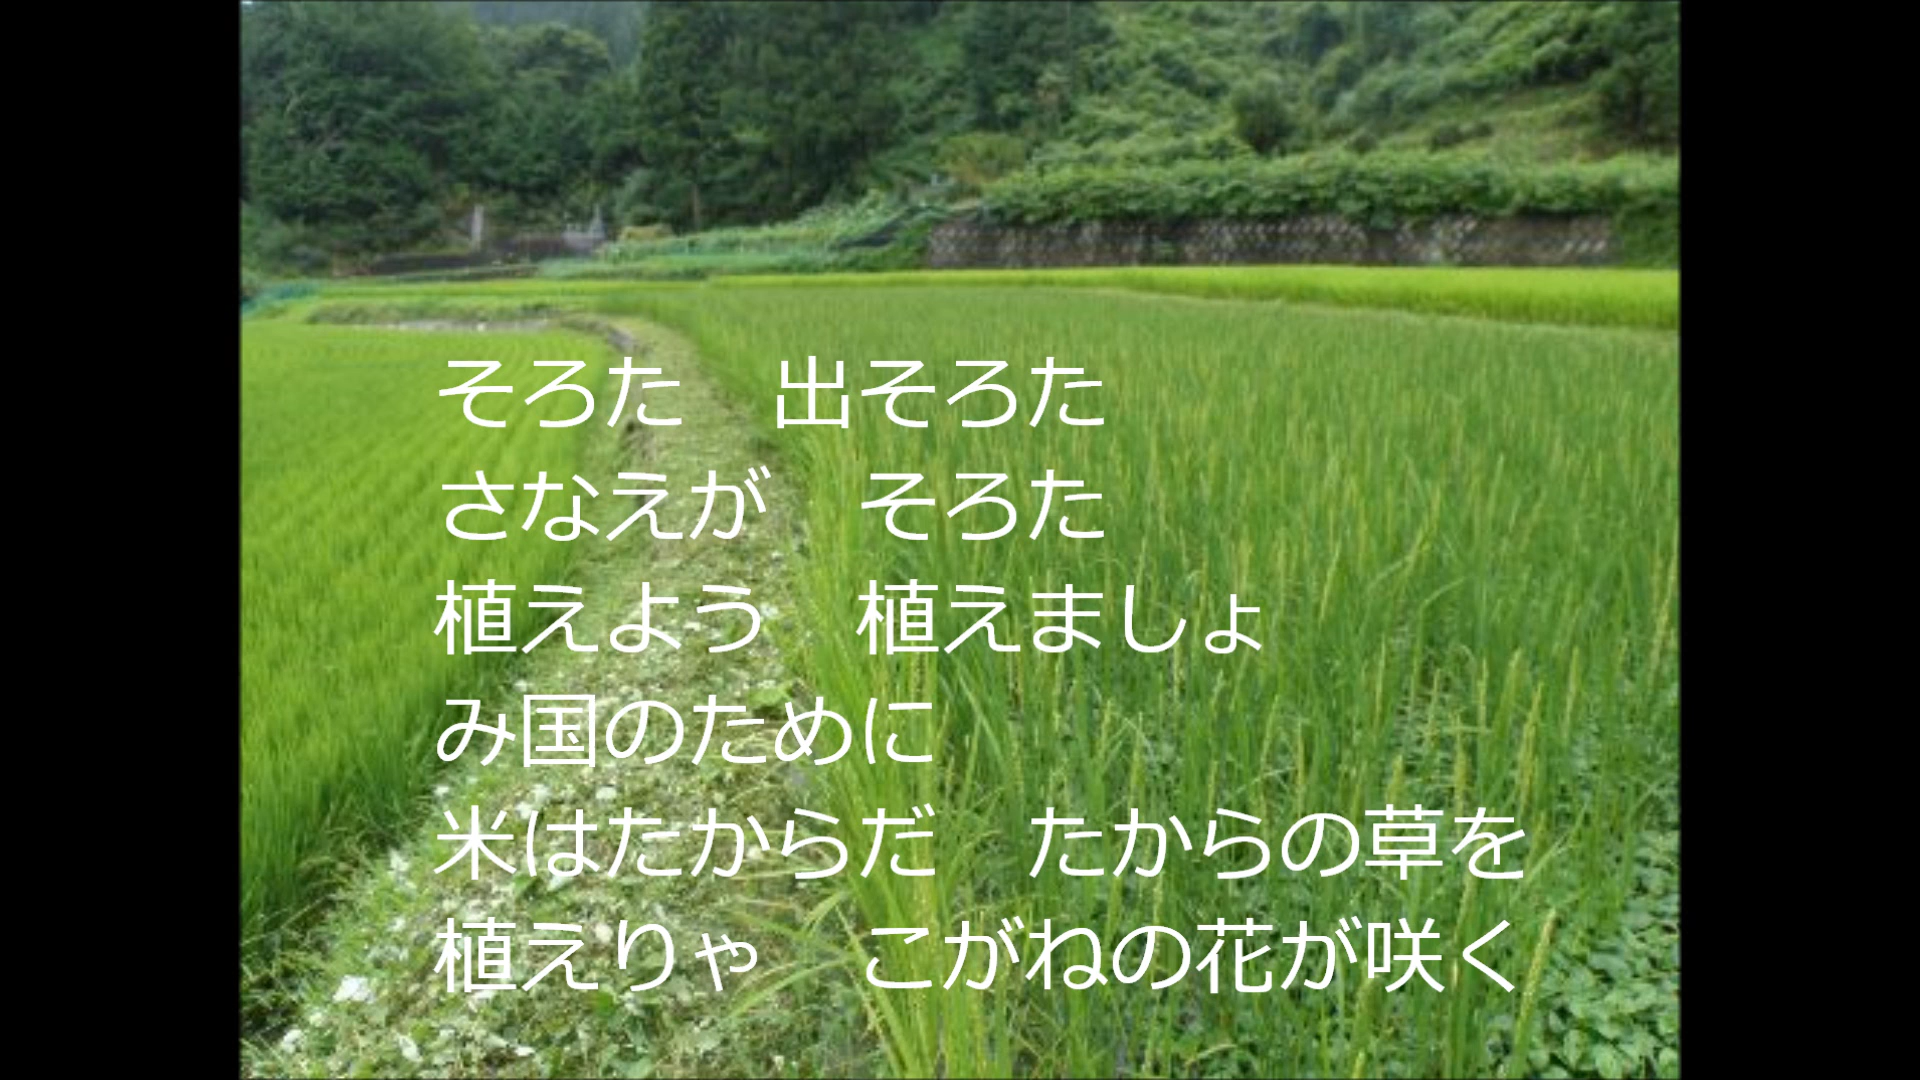 そろた　出そろた
さなえが　そろた
植えよう　植えましょ
み国のために
米はたからだ　たからの草を
植えりゃ　こがねの花が咲く